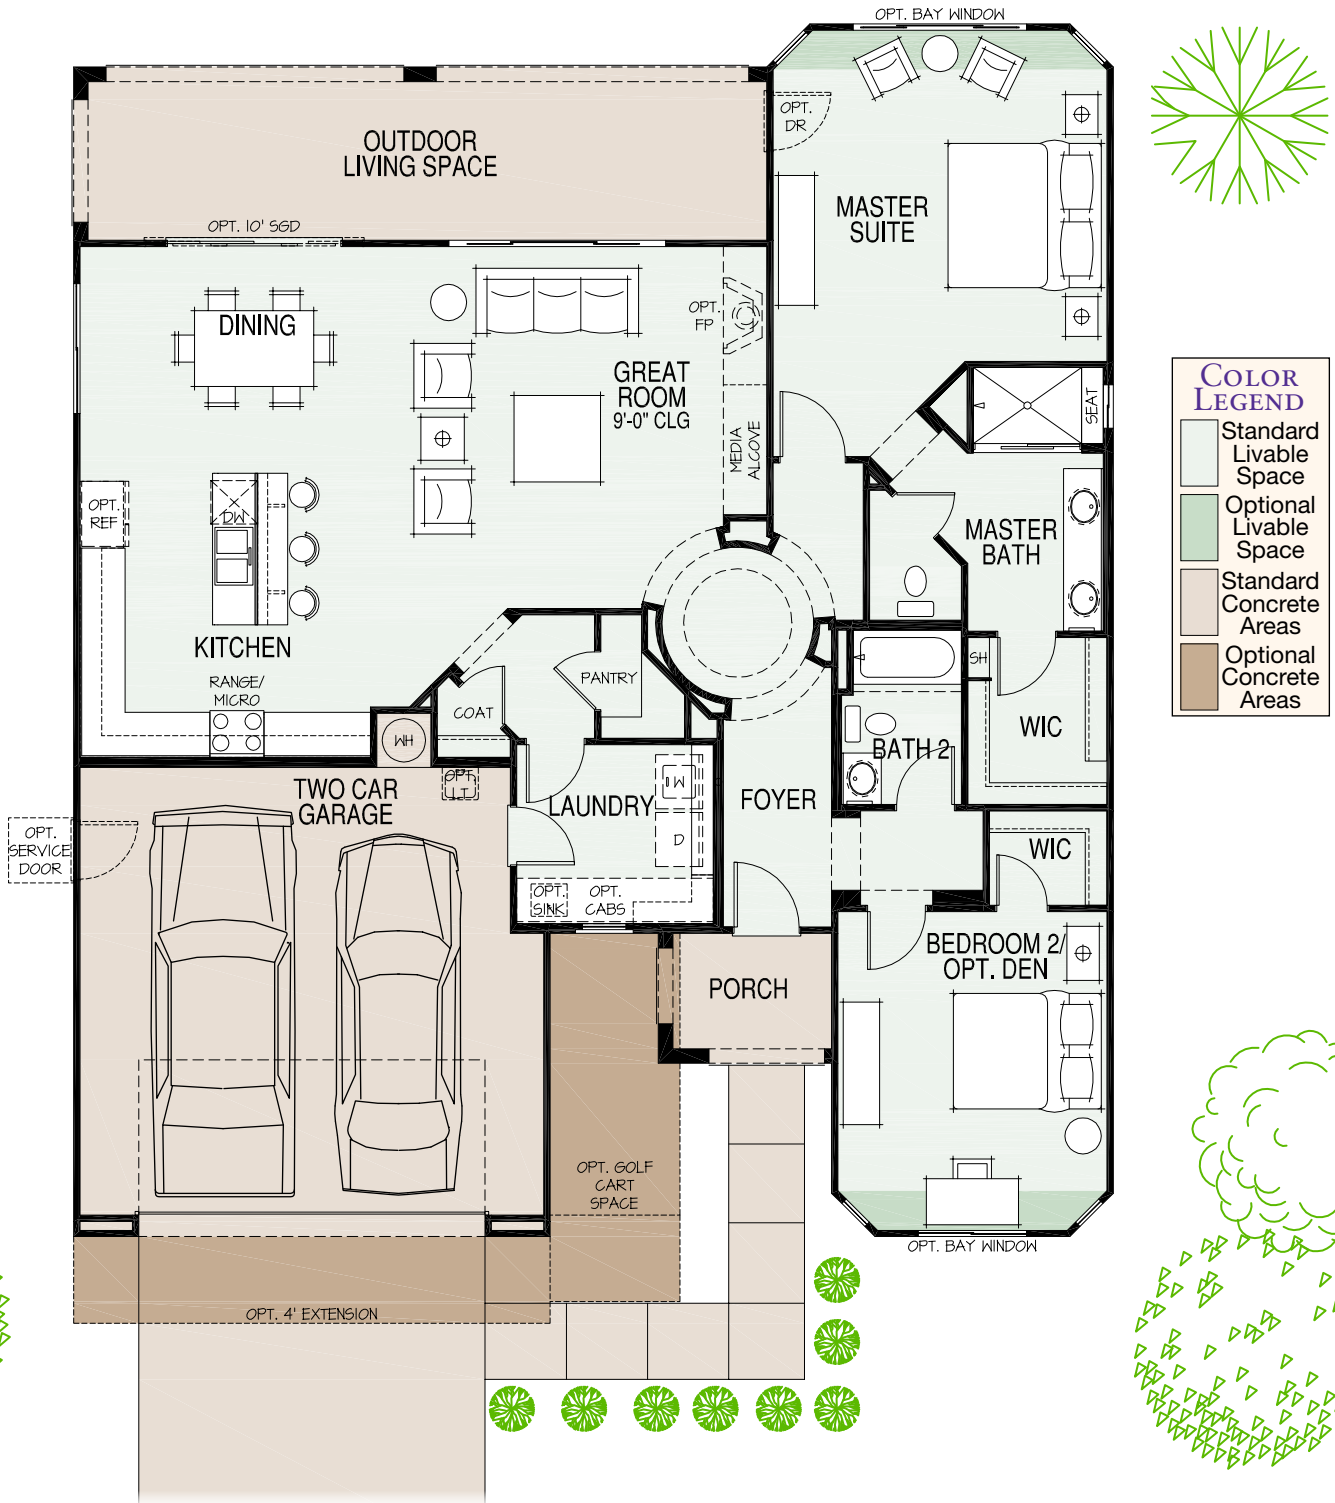 OPT. BAY WINDOW
OUTDOOR
LIVING SPACE
OPT.
DR
MASTER
SUITE
OPT. 10' SGD
DINING
OPT.
FP
GREAT
ROOM
9'-0" CLG
MEDIA
ALCOVE
SEAT
COLOR
LEGEND
Standard
Livable
Space
Optional
Livable
Space
Standard
Concrete
Areas
Optional
Concrete
Areas
OPT.
REF
DW
MASTER
BATH
KITCHEN
RANGE/
MICRO
PANTRY
COAT
SH
WIC
WH
BATH 2
OPT.
LT.
TWO CAR
GARAGE
LAUNDRY
W
D
FOYER
OPT.
SERVICE
DOOR
WIC
OPT.
SINK
OPT.
CABS
BEDROOM 2/
OPT. DEN
PORCH
OPT. GOLF
CART
SPACE
OPT. BAY WINDOW
OPT. 4' EXTENSION